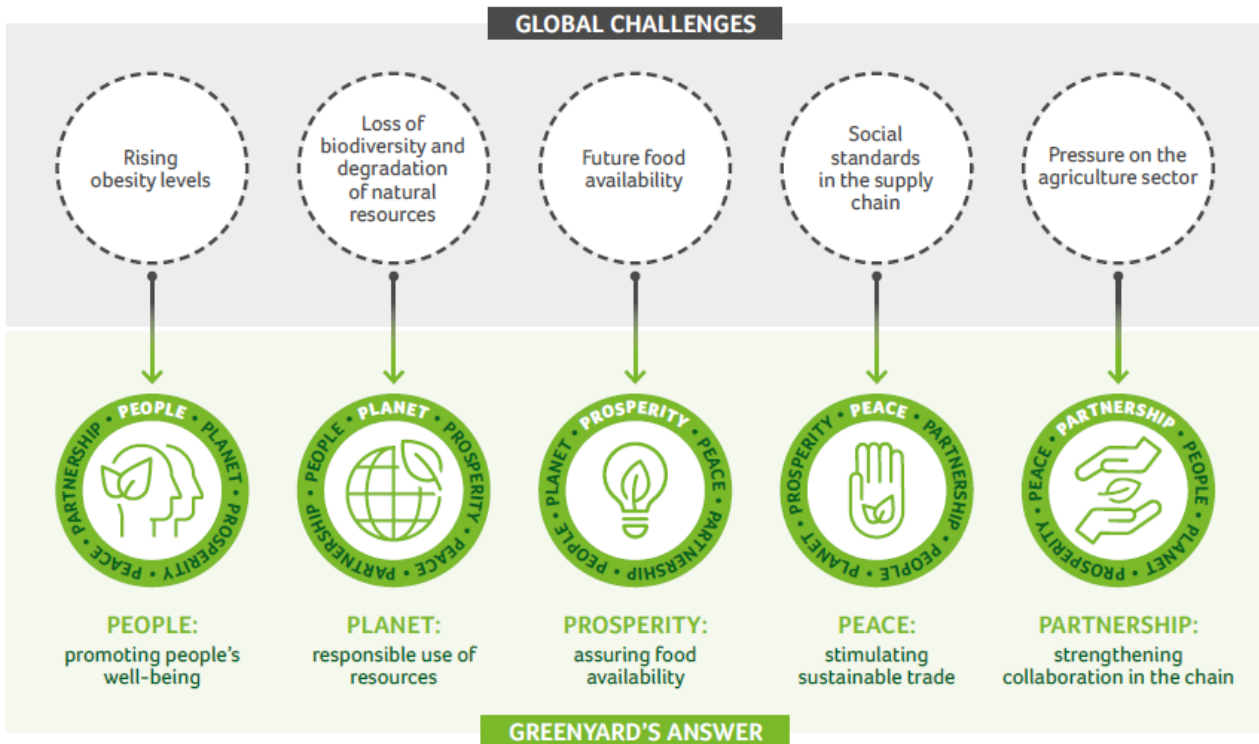 GLOBAL CHALLENGES
Rising
obesity levels
Loss of
biodiversity and
degradation
of natural
resources
Future food
availability
Social
standards
in the supply
chain
Pressure on the
agriculture sector
PEOPLE • PLANET • PROSPERITY • PEACE • PARTNERSHIP •
PLANET • PROSPERITY • PEACE • PARTNERSHIP • PEOPLE •
PROSPERITY • PEACE • PARTNERSHIP • PEOPLE • PLANET •
PEACE • PARTNERSHIP • PEOPLE • PLANET • PROSPERITY •
PARTNERSHIP • PEOPLE • PLANET • PROSPERITY • PEACE •
PEOPLE:
promoting people's
well-being
PLANET:
responsible use of
resources
PROSPERITY:
assuring food
availability
PEACE:
stimulating
sustainable trade
PARTNERSHIP:
strengthening
collaboration in the chain
GREENYARD'S ANSWER